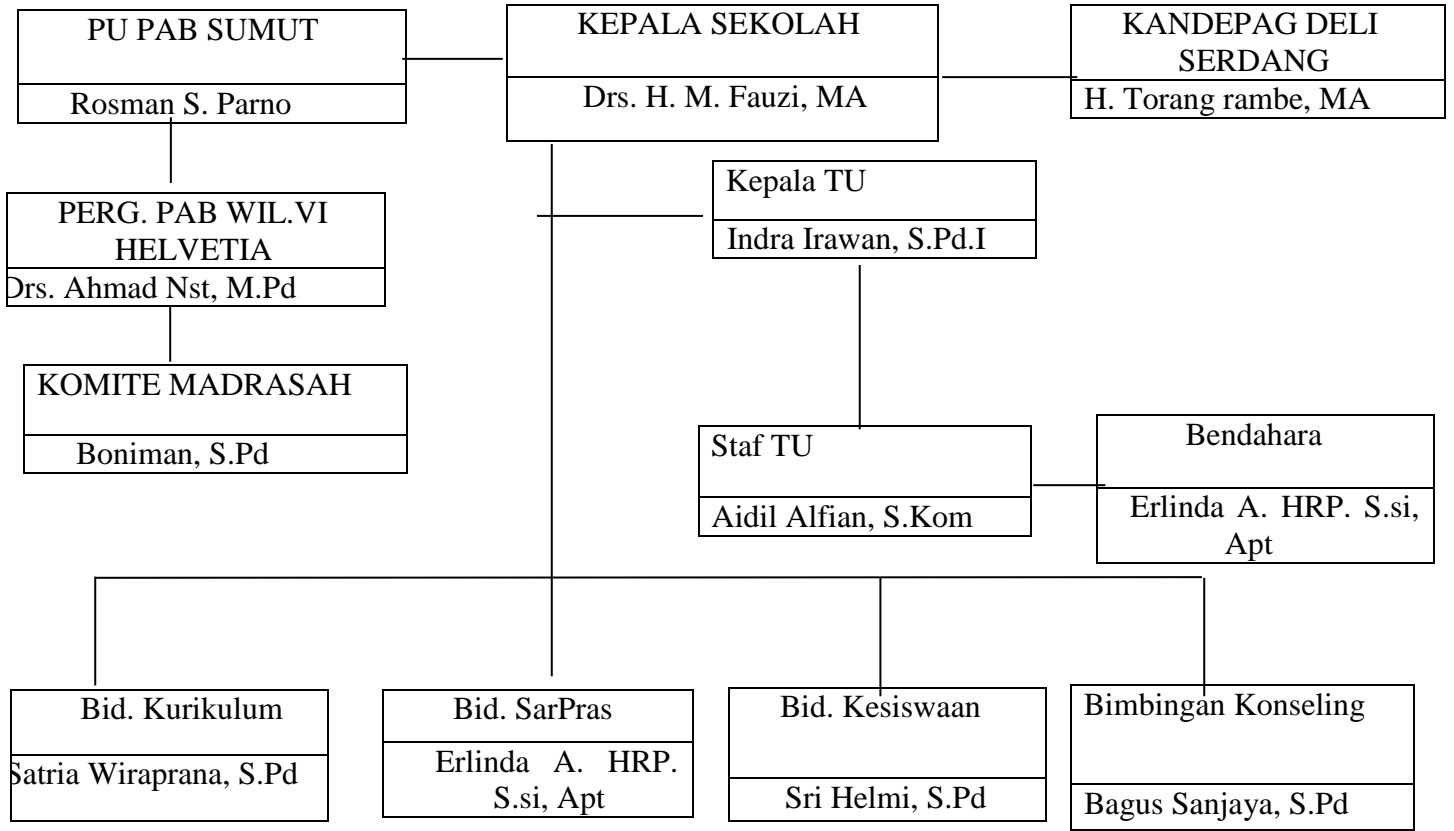 PU PAB SUMUT
Rosman S. Parno
KEPALA SEKOLAH
Drs. H. M. Fauzi, MA
KANDEPAG DELI
SERDANG
H. Torang rambe, MA
Kepala TU
Indra Irawan, S.Pd.I
PERG. PAB WIL.VI
HELVETIA
Drs. Ahmad Nst, M.Pd
KOMITE MADRASAH
Boniman, S.Pd
Staf TU
Aidil Alfian, S.Kom
Bendahara
Erlinda A. HRP. S.si,
Apt
Bid. Kurikulum
Satria Wiraprana, S.Pd
Bid. SarPras
Erlinda A. HRP.
S.si, Apt
Bid. Kesiswaan
Sri Helmi, S.Pd
Bimbingan Konseling
Bagus Sanjaya, S.Pd